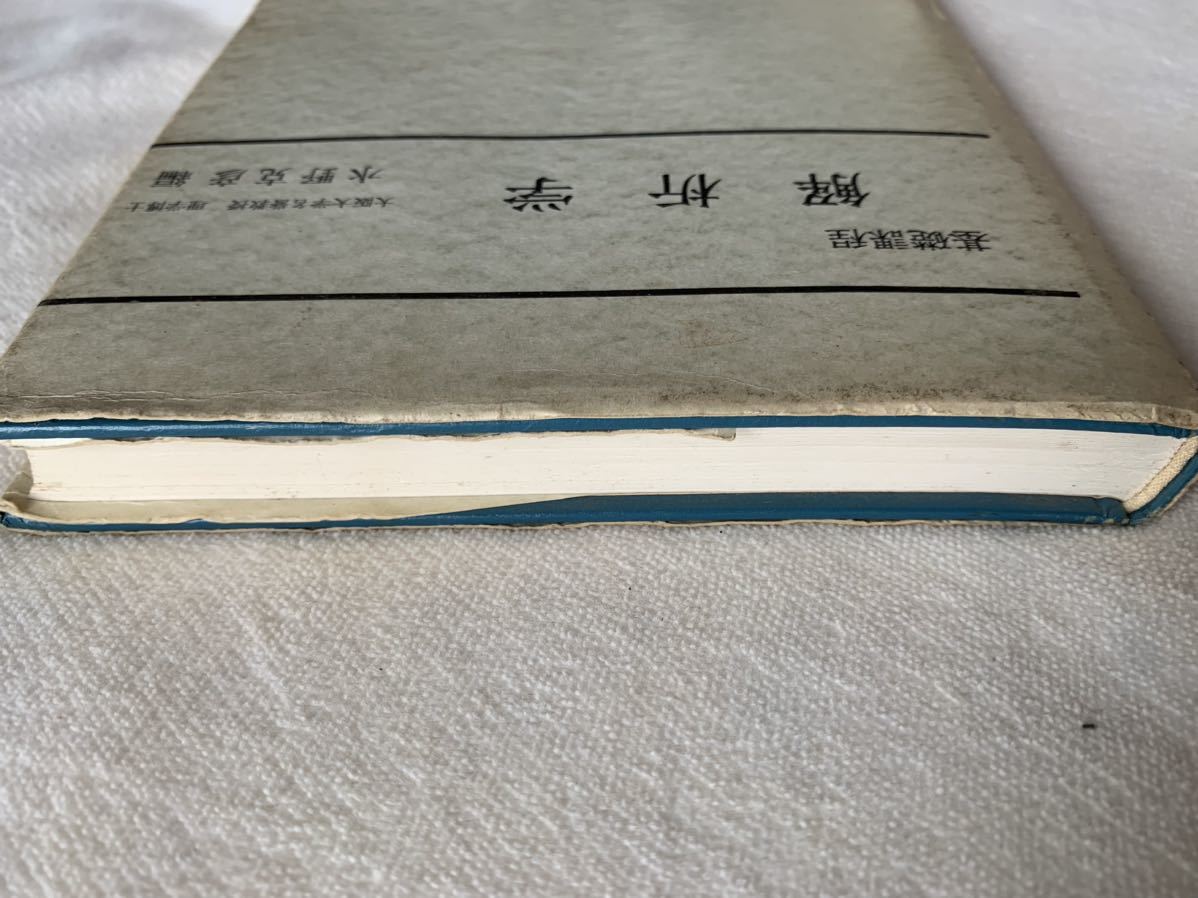 基礎課程
解析学
大阪大学名誉教授 理学博士
水野克彦編